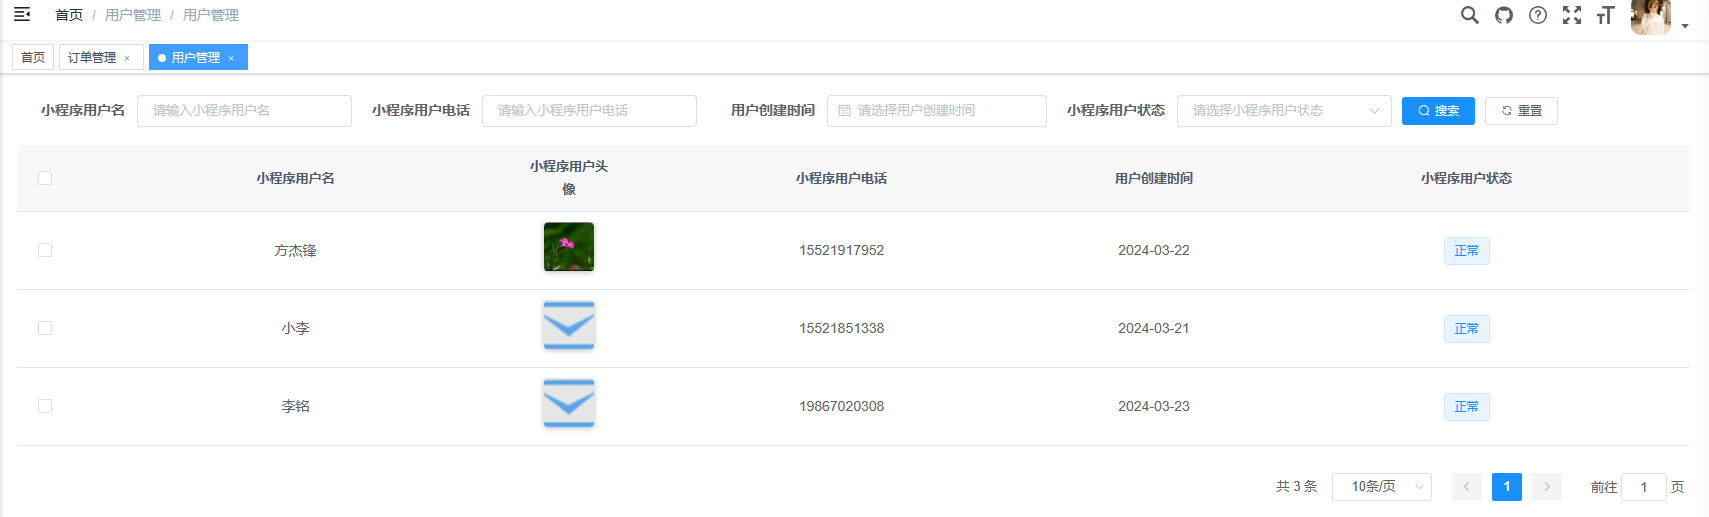 首页 / 用户管理 / 用户管理
首页 订单管理 × 用户管理 ×
小程序用户名 请输入小程序用户名 小程序用户电话 请输入小程序用户电话 用户创建时间 请选择用户创建时间 小程序用户状态 请选择小程序用户状态 搜索 重置
小程序用户名 小程序用户头像 小程序用户电话 用户创建时间 小程序用户状态
方杰锋 15521917952 2024-03-22 正常
小李 15521851338 2024-03-21 正常
李铭 19867020308 2024-03-23 正常
共 3 条 10条/页 1 前往 1 页